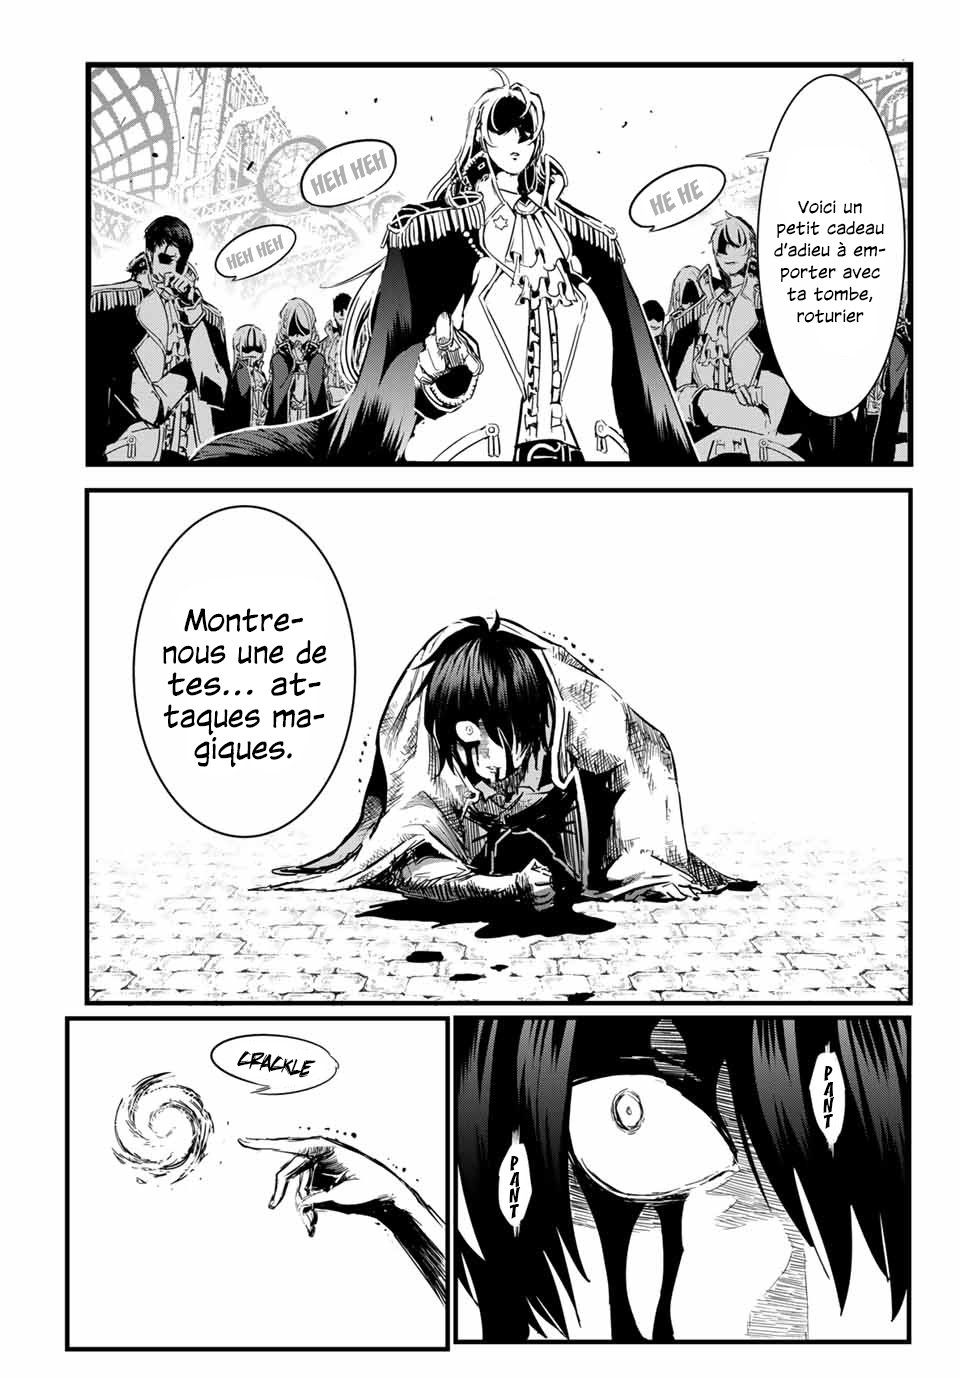 Voici un
petit cadeau
d'adieu à em-
porter avec
ta tombe,
roturier
HE HE
HEH HEH
HEH HEH
Montre-
nous une de
tes... at-
taques ma-
giques.
PANT
PANT
CRACKLE